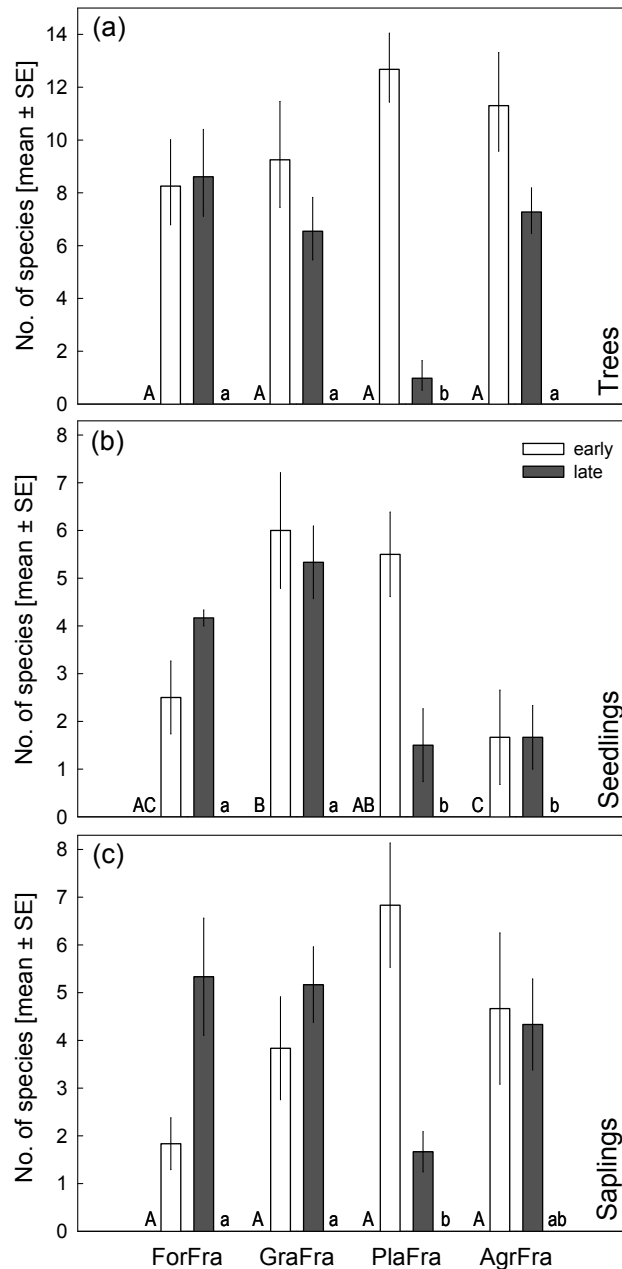 (a)
No. of species [mean ± SE]
14
12
10
8
6
4
2
0
A a A a A b A a
Trees
(b)
early
late
No. of species [mean ± SE]
8
7
6
5
4
3
2
1
0
AC a B a AB b C b
Seedlings
(c)
No. of species [mean ± SE]
8
7
6
5
4
3
2
1
0
A a A a A b A ab
Saplings
ForFra GraFra PlaFra AgrFra